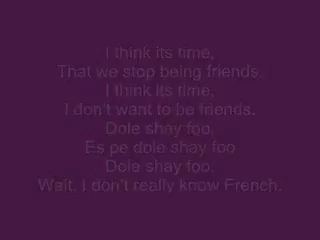 I think its time,
That we stop being friends.
I think its time,
I don't want to be friends.
Dole shay foo,
Es pe dole shay foo
Dole shay foo.
Wait. I don't really know French.